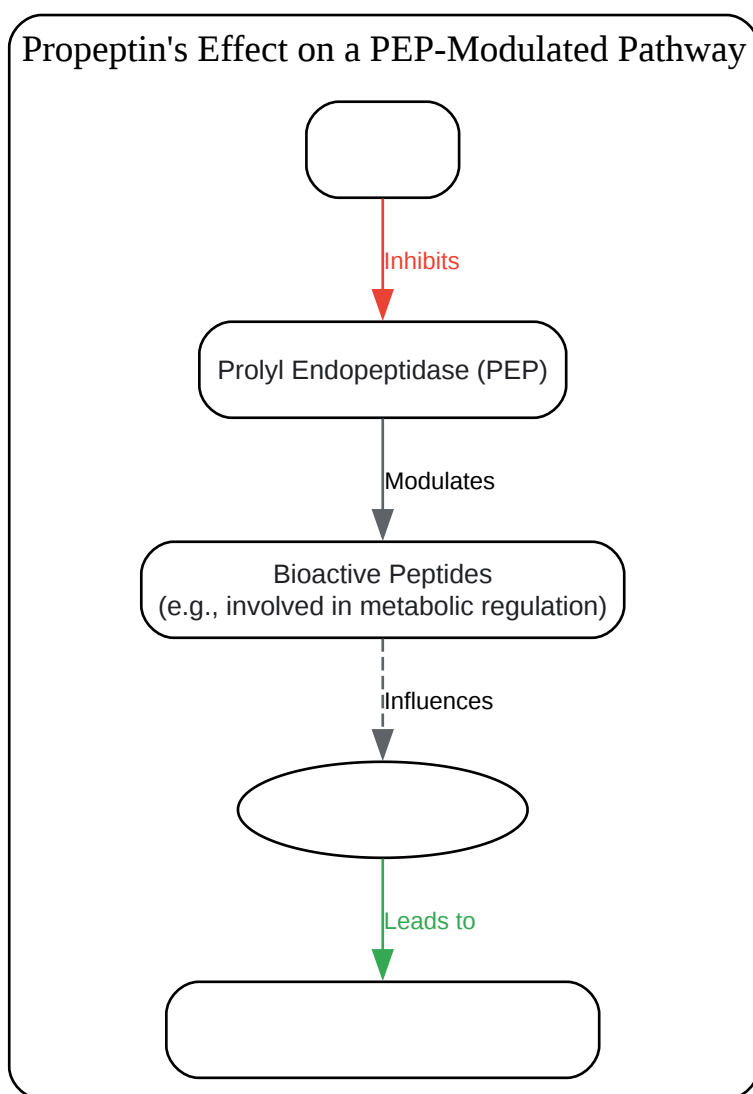 Propeptin's Effect on a PEP-Modulated Pathway
Inhibits
Prolyl Endopeptidase (PEP)
Modulates
Bioactive Peptides
(e.g., involved in metabolic regulation)
Influences
Leads to